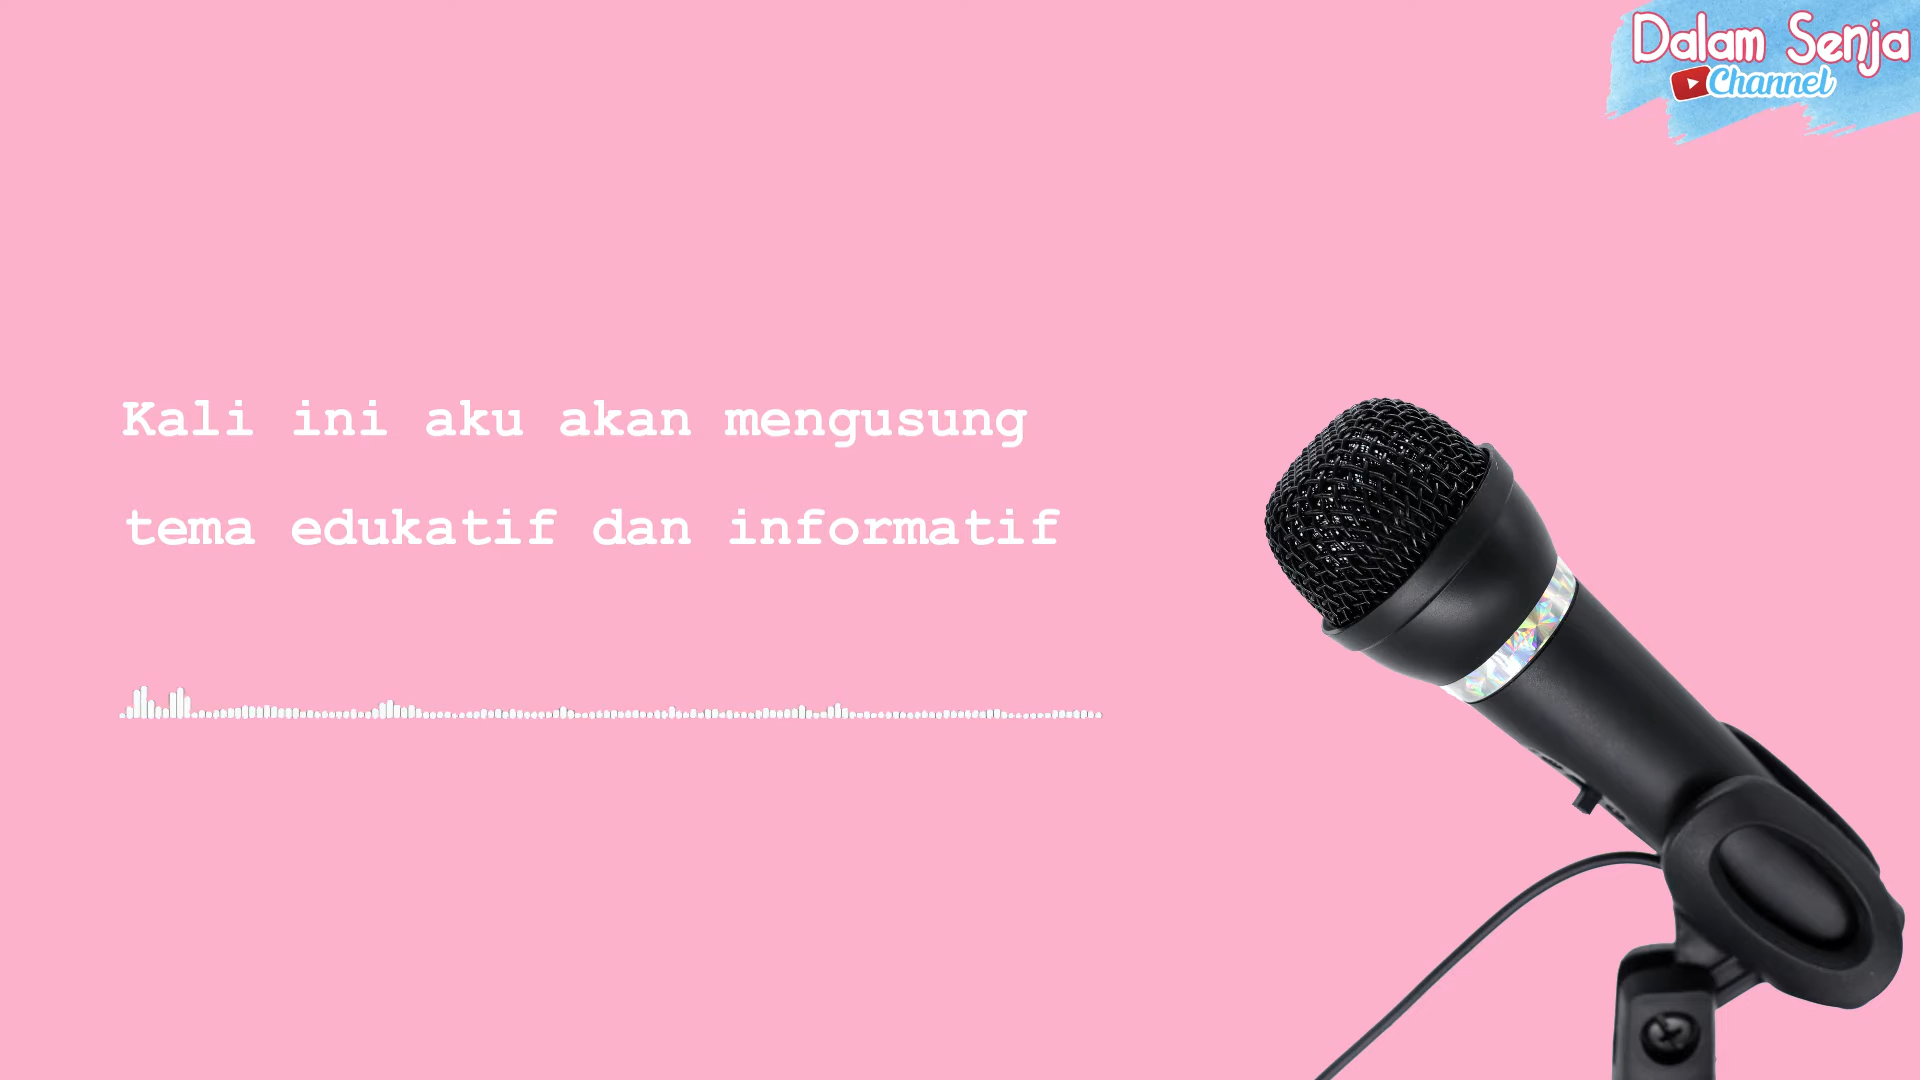 Dalam Senja
Channel
Kali ini aku akan mengusung
tema edukatif dan informatif